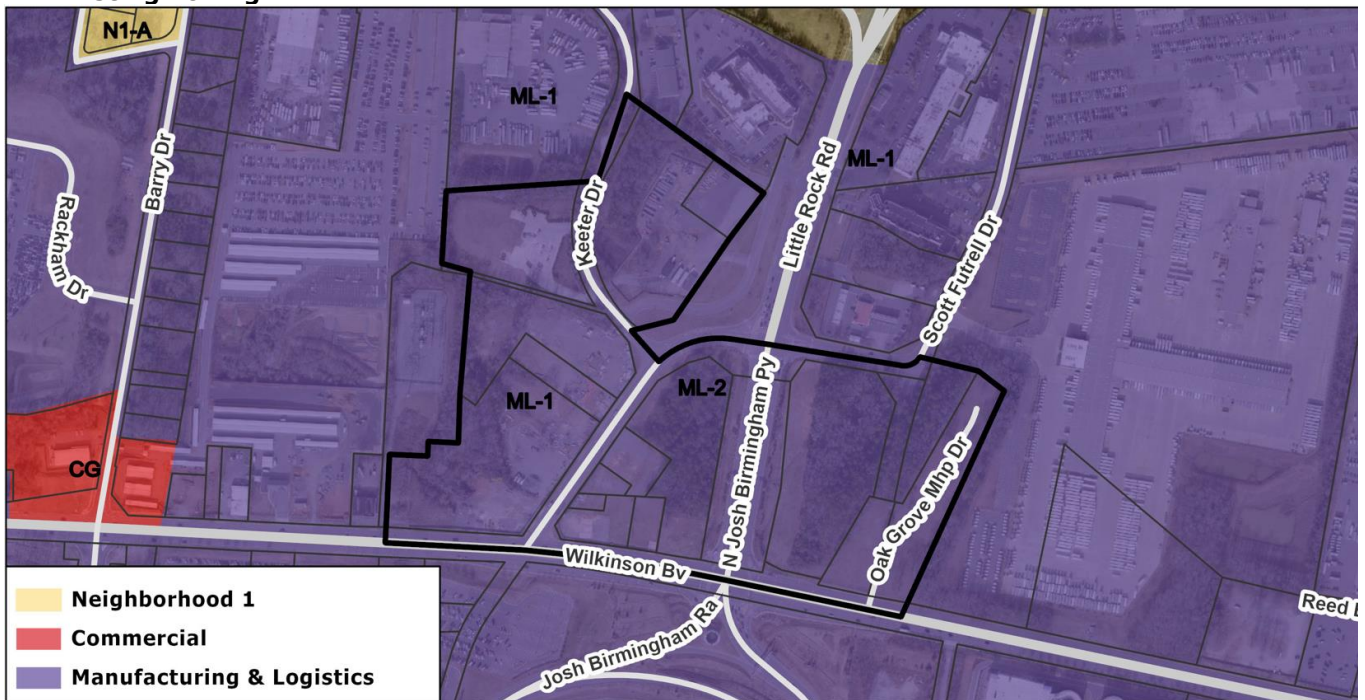 N1-A
ML-1
Little Rock Rd
ML-1
Barry Dr
Rackham Dr
Keeter Dr
Scott Futrell Dr
ML-2
ML-1
N Josh Birmingham Py
CG
Oak Grove Mhp Dr
Wilkinson Bv
Josh Birmingham Ra
Reed
Neighborhood 1
Commercial
Manufacturing & Logistics